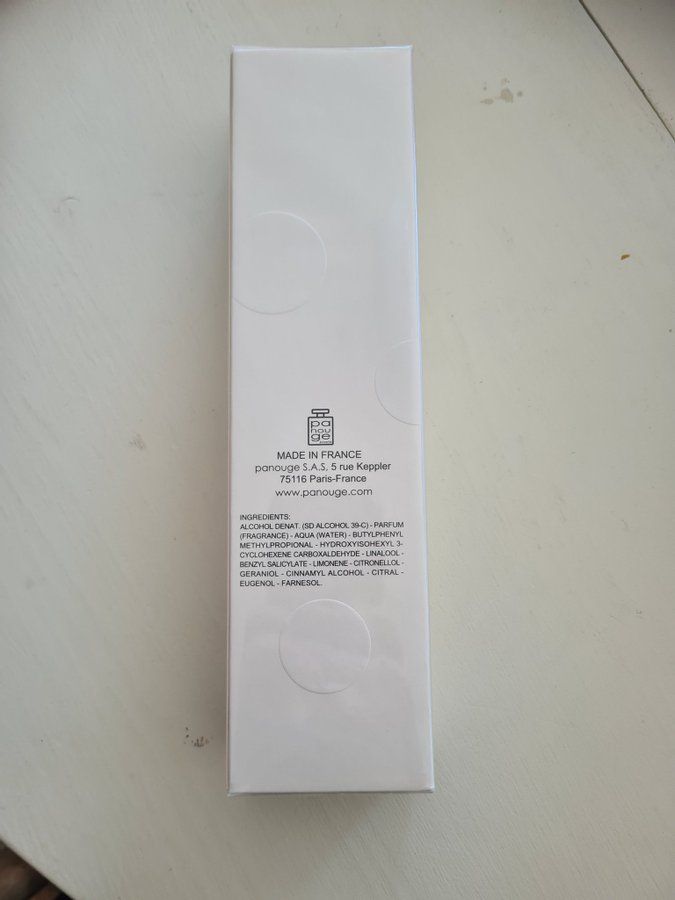 pa
nou
ge
MADE IN FRANCE
panouge S.A.S, 5 rue Keppler
75116 Paris-France
www.panouge.com
INGREDIENTS:
ALCOHOL DENAT. (SD ALCOHOL 39-C) - PARFUM
(FRAGRANCE) - AQUA (WATER) - BUTYLPHENYL
METHYLPROPIONAL - HYDROXYISOHEXYL 3-
CYCLOHEXENE CARBOXALDEHYDE - LINALOOL -
BENZYL SALICYLATE - LIMONENE - CITRONELLOL -
GERANIOL - CINNAMYL ALCOHOL - CITRAL -
EUGENOL - FARNESOL.